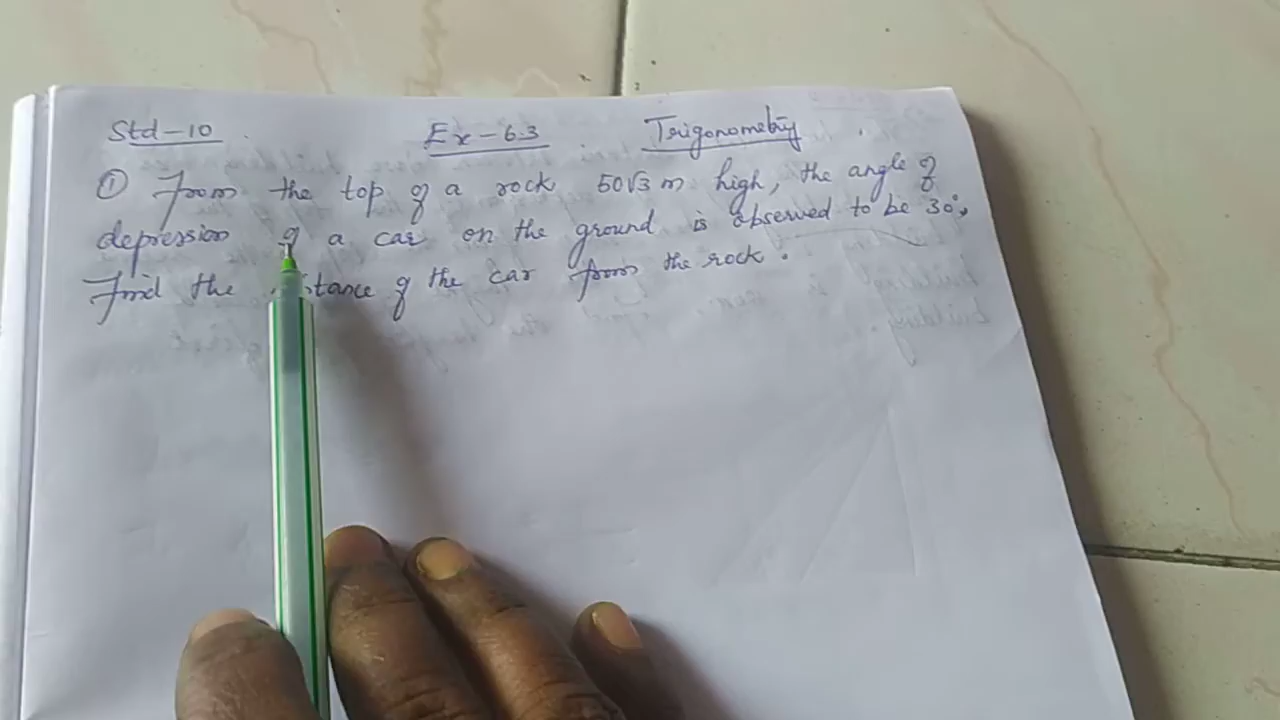 Std-10 Ex-6.3 Trigonometry
① From the top of a rock 50√3 m high, the angle of
depression of a car on the ground is observed to be 30°,
Find the distance of the car from the rock.